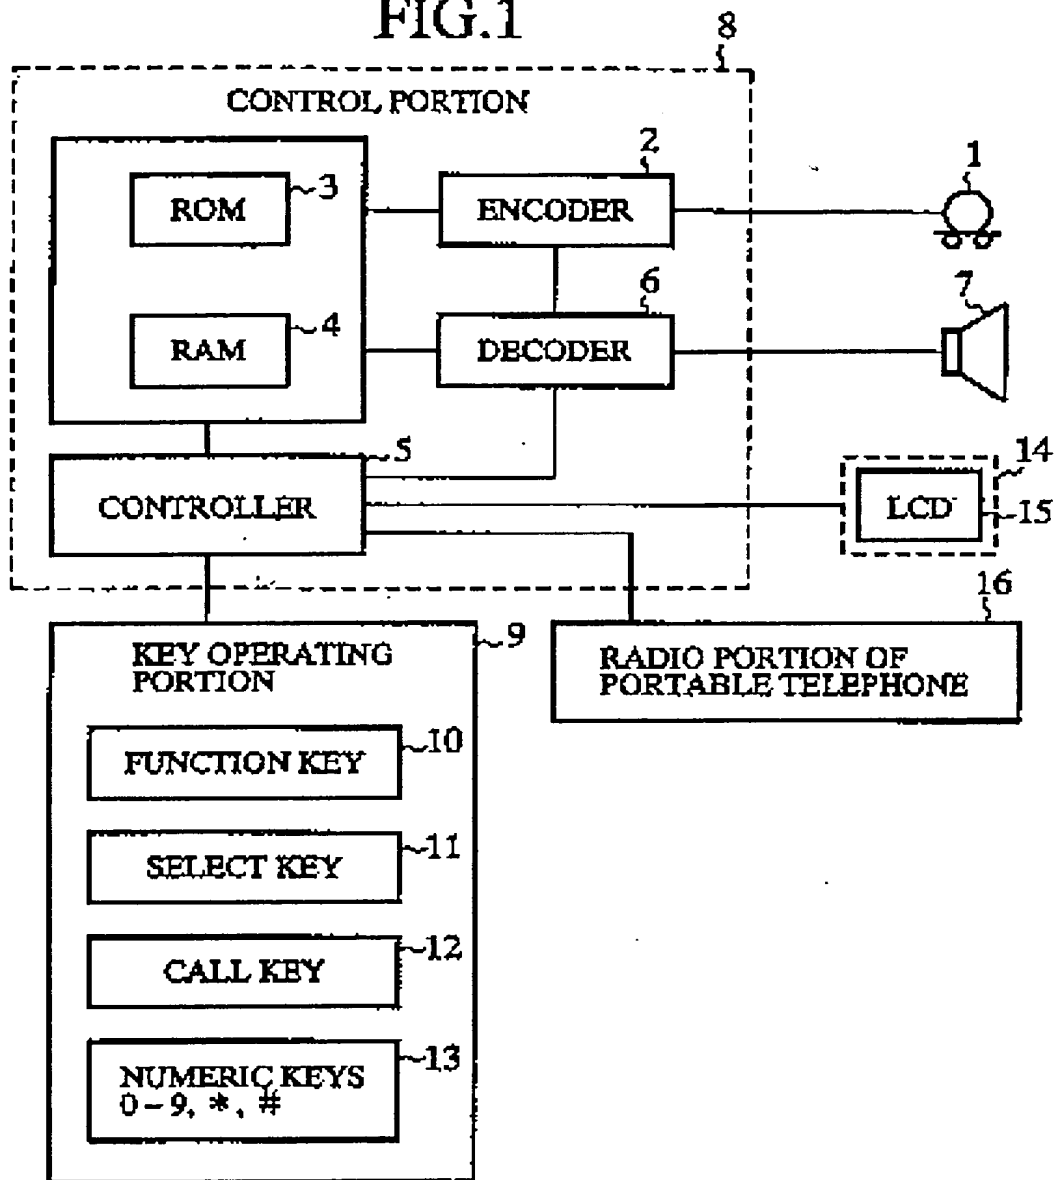 FIG.1
8
CONTROL PORTION
2
1
ROM
3
ENCODER
6
7
RAM
4
DECODER
5
14
CONTROLLER
LCD
15
16
KEY OPERATING
PORTION
9
RADIO PORTION OF
PORTABLE TELEPHONE
FUNCTION KEY
10
SELECT KEY
11
CALL KEY
12
NUMERIC KEYS
0-9, *, #
13